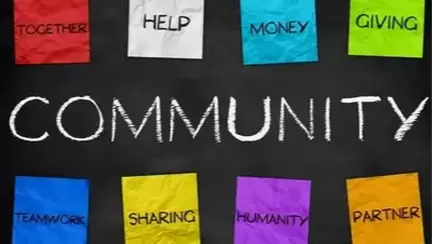 TOGETHER HELP MONEY GIVING
COMMUNITY
TEAMWORK SHARING HUMANITY PARTNER